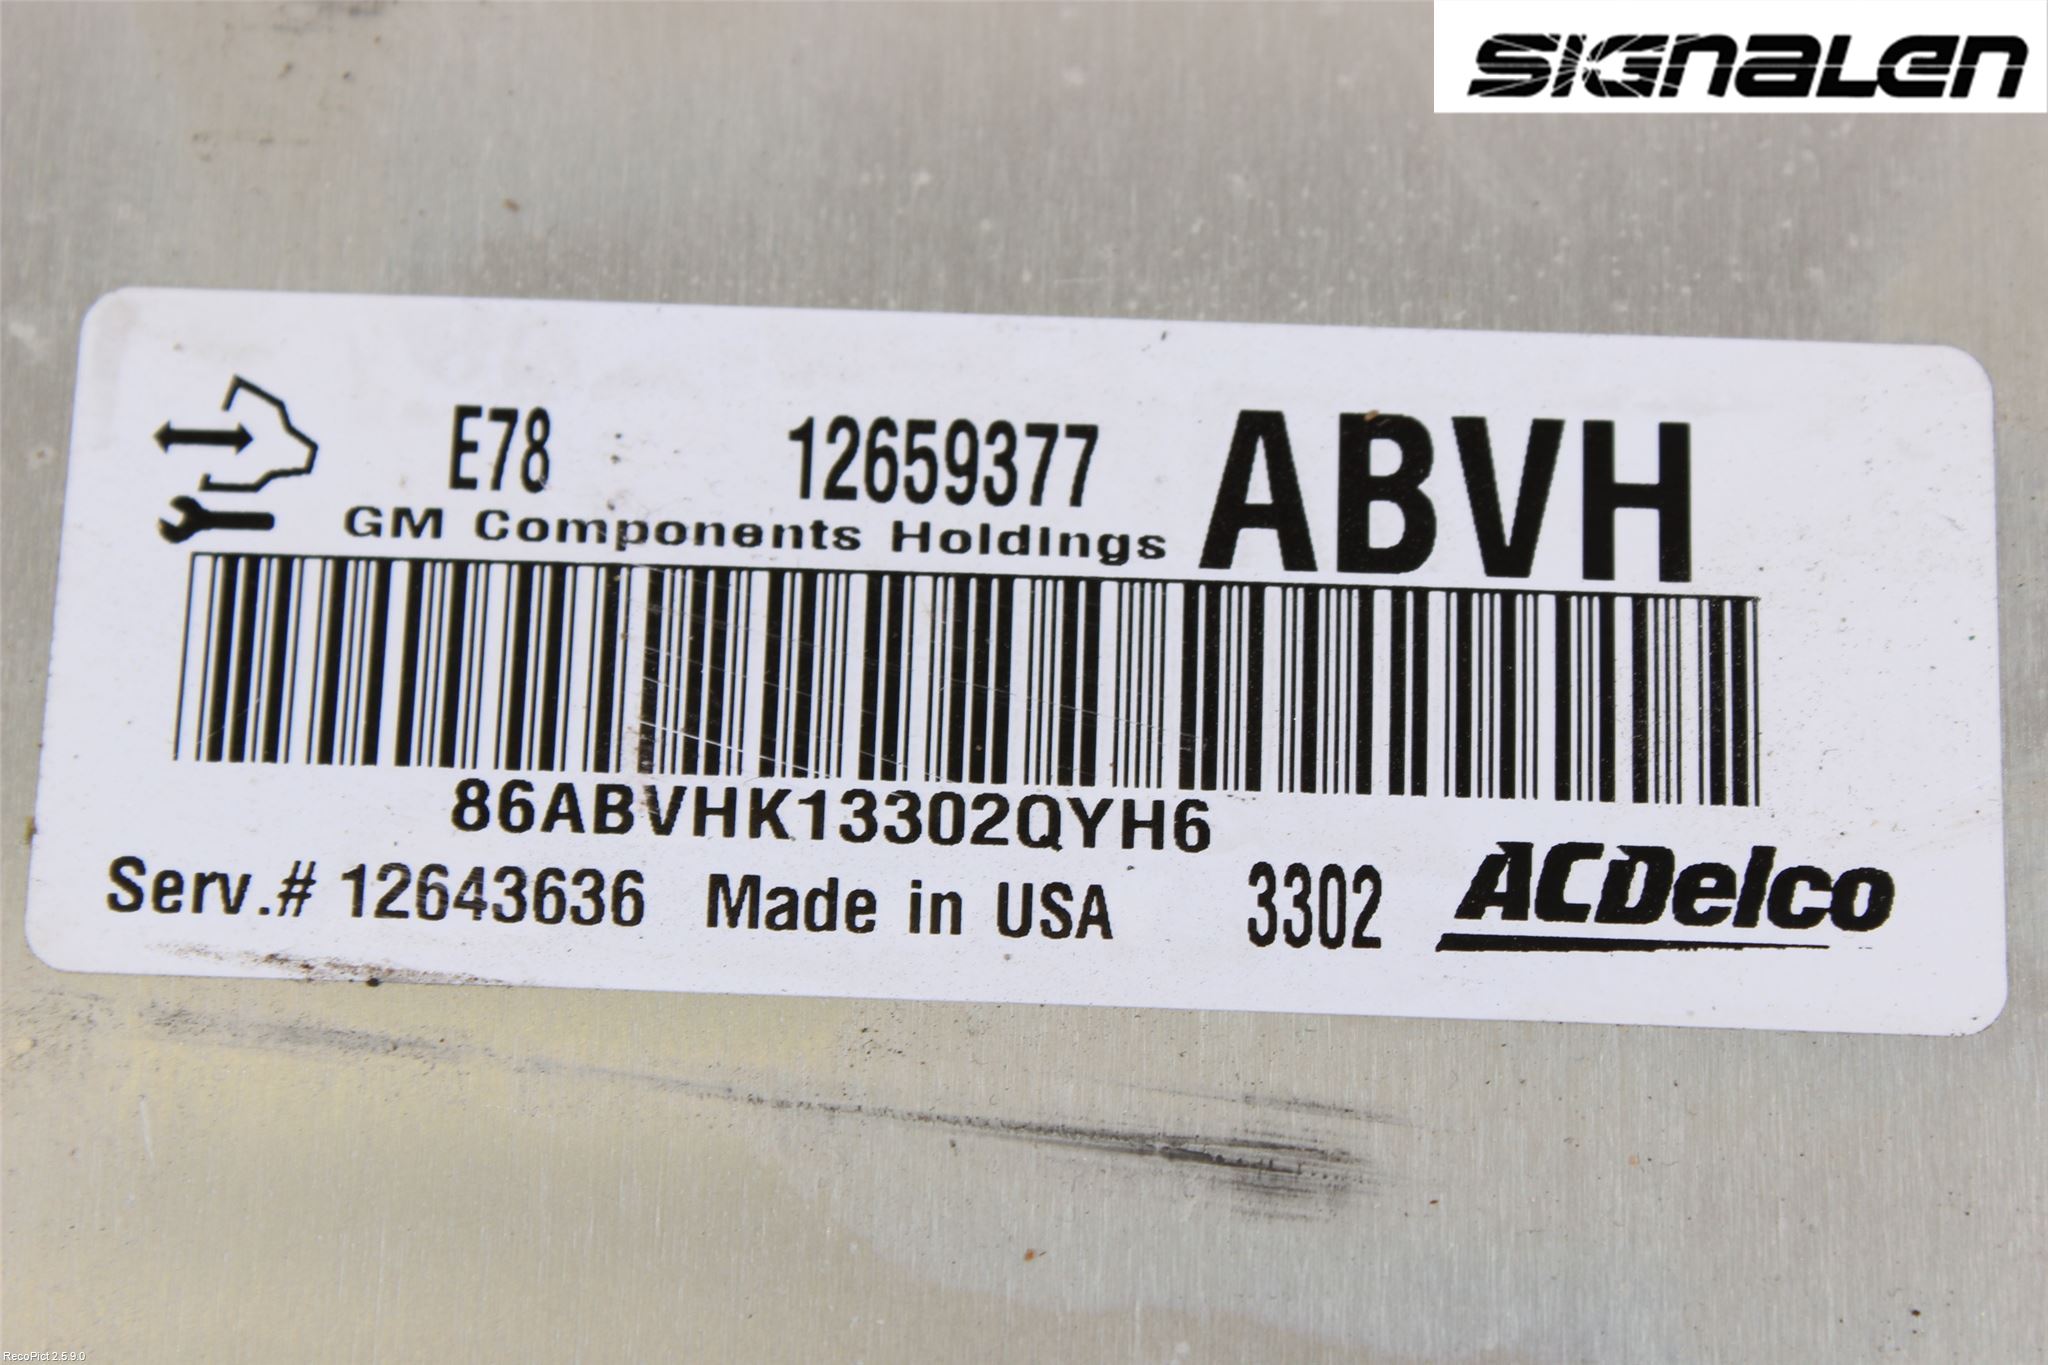 SIGNALEN
E78 12659377 ABVH
GM Components Holdings
86ABVHK13302QYH6
Serv.# 12643636 Made in USA 3302 ACDelco
RecoPict 2.5.9.0